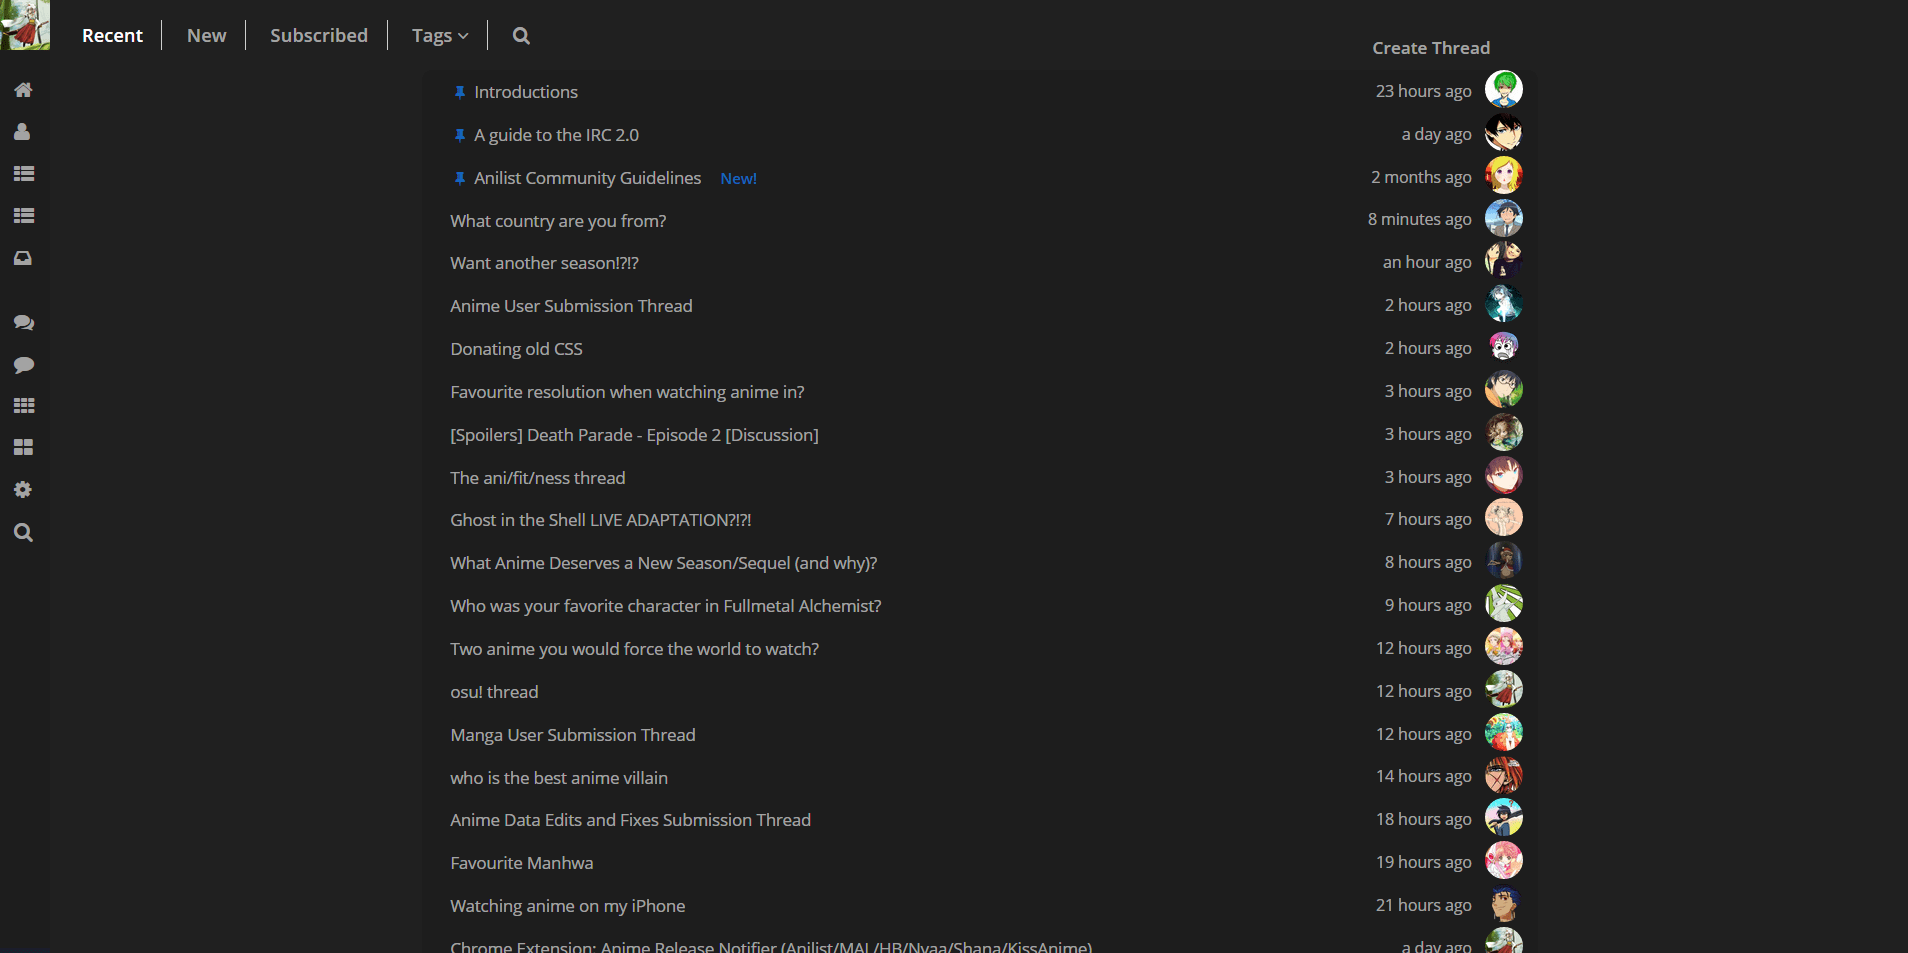 Recent New Subscribed Tags
Create Thread
Introductions 23 hours ago
A guide to the IRC 2.0 a day ago
Anilist Community Guidelines New! 2 months ago
What country are you from? 8 minutes ago
Want another season!?!? an hour ago
Anime User Submission Thread 2 hours ago
Donating old CSS 2 hours ago
Favourite resolution when watching anime in? 3 hours ago
[Spoilers] Death Parade - Episode 2 [Discussion] 3 hours ago
The ani/fit/ness thread 3 hours ago
Ghost in the Shell LIVE ADAPTATION?!?! 7 hours ago
What Anime Deserves a New Season/Sequel (and why)? 8 hours ago
Who was your favorite character in Fullmetal Alchemist? 9 hours ago
Two anime you would force the world to watch? 12 hours ago
osu! thread 12 hours ago
Manga User Submission Thread 12 hours ago
who is the best anime villain 14 hours ago
Anime Data Edits and Fixes Submission Thread 18 hours ago
Favourite Manhwa 19 hours ago
Watching anime on my iPhone 21 hours ago
Chrome Extension: Anime Release Notifier (Anilist/MAL/HB/Nyaa/Shana/KissAnime) a day ago